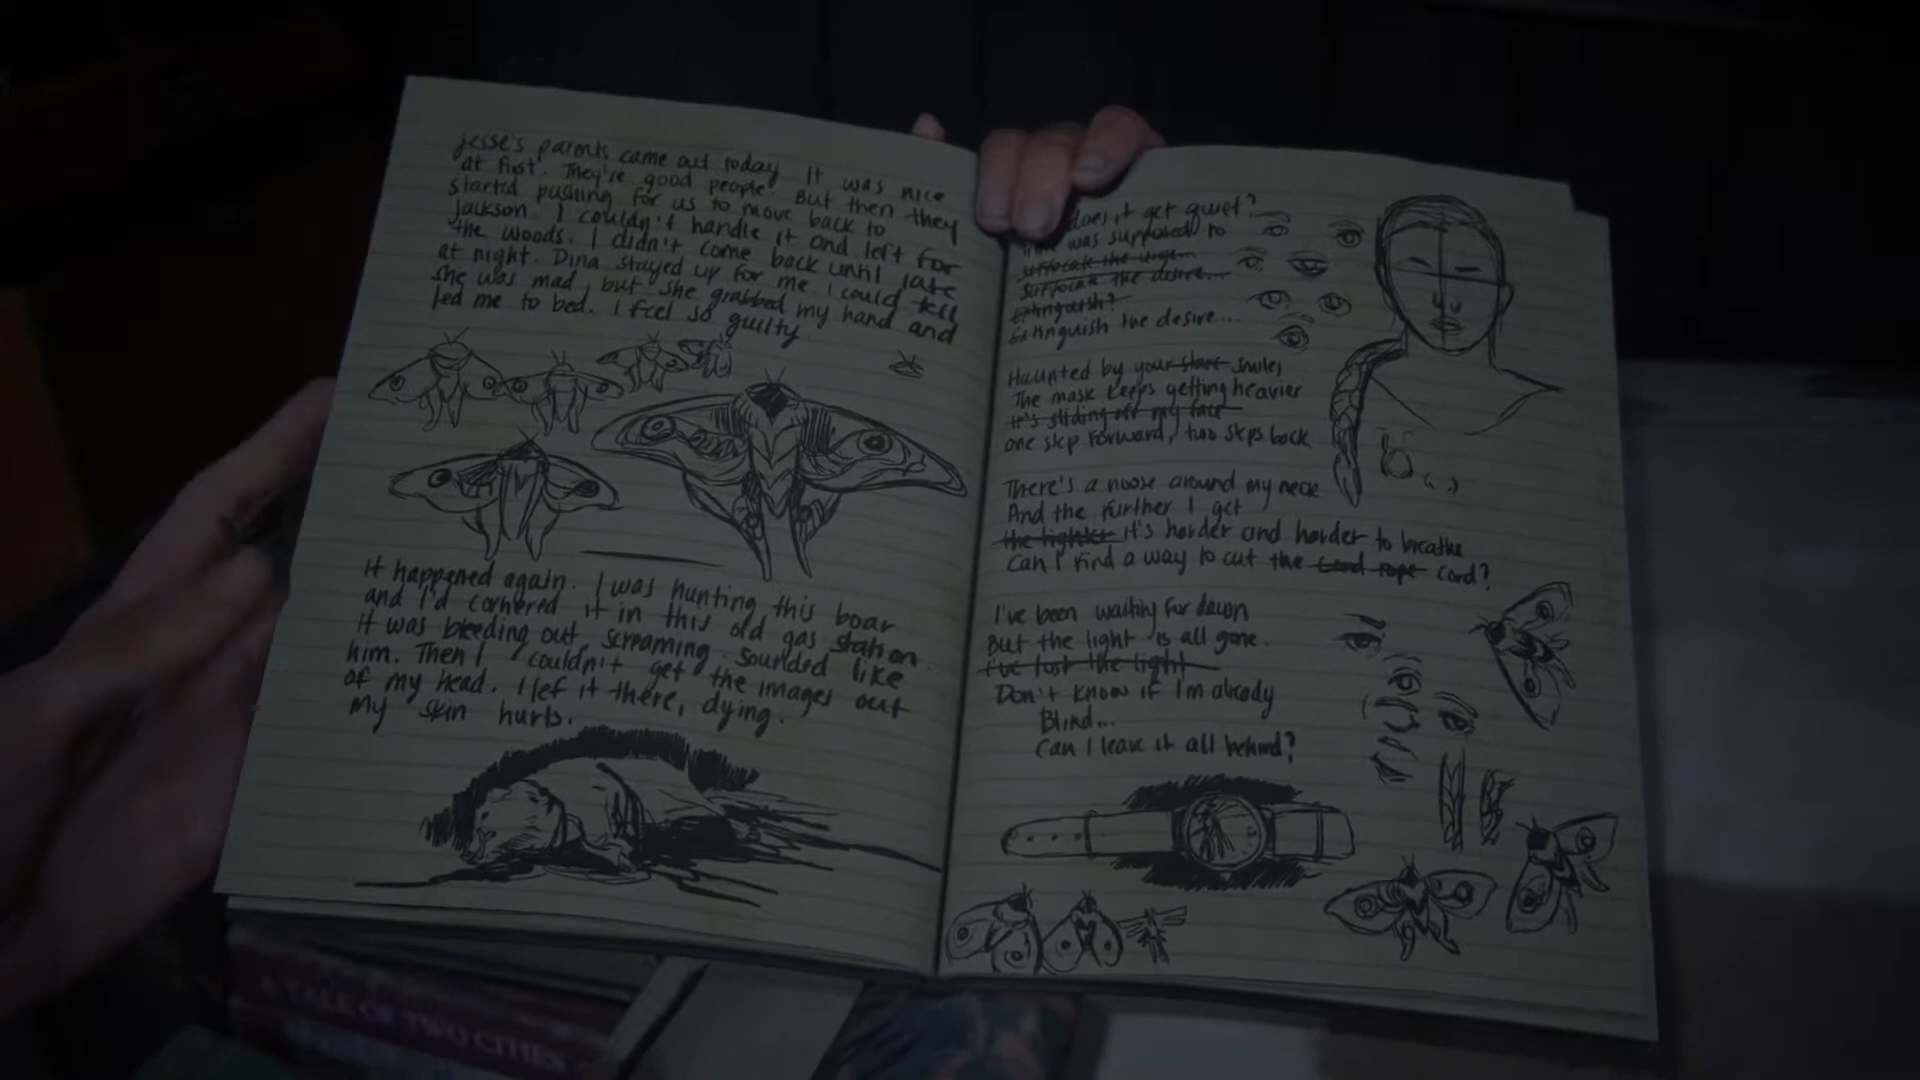 Jesse's parents came out today. It was nice
at first. They're good people. But then they
started pushing for us to move back to
Jackson. I couldn't handle it and left for
the woods. I didn't come back until late
at night. Dina stayed up for me. I could tell
she was mad, but she grabbed my hand and
led me to bed. I feel so guilty.
It happened again. I was hunting this boar
and I'd cornered it in this old gas station.
It was bleeding out, screaming. Sounded like
him. Then I couldn't get the images out
of my head. I lef it there, dying.
My skin hurts.
does it get quiet?
was supposed to
suffocate the urge...
suffocate the desire...
Extinguish?
Extinguish the desire...
Haunted by your stare smile,
The mask keeps getting heavier
It's sliding off my face
one step forward, two steps back
There's a noose around my neck
And the further I get
the tighter It's harder and harder to breathe
Can I find a way to cut the cord rope cord?
I've been waiting for dawn
But the light is all gone.
I've lost the light
Don't know if I'm already
Blind...
Can I leave it all behind?
A TALE OF TWO CITIES